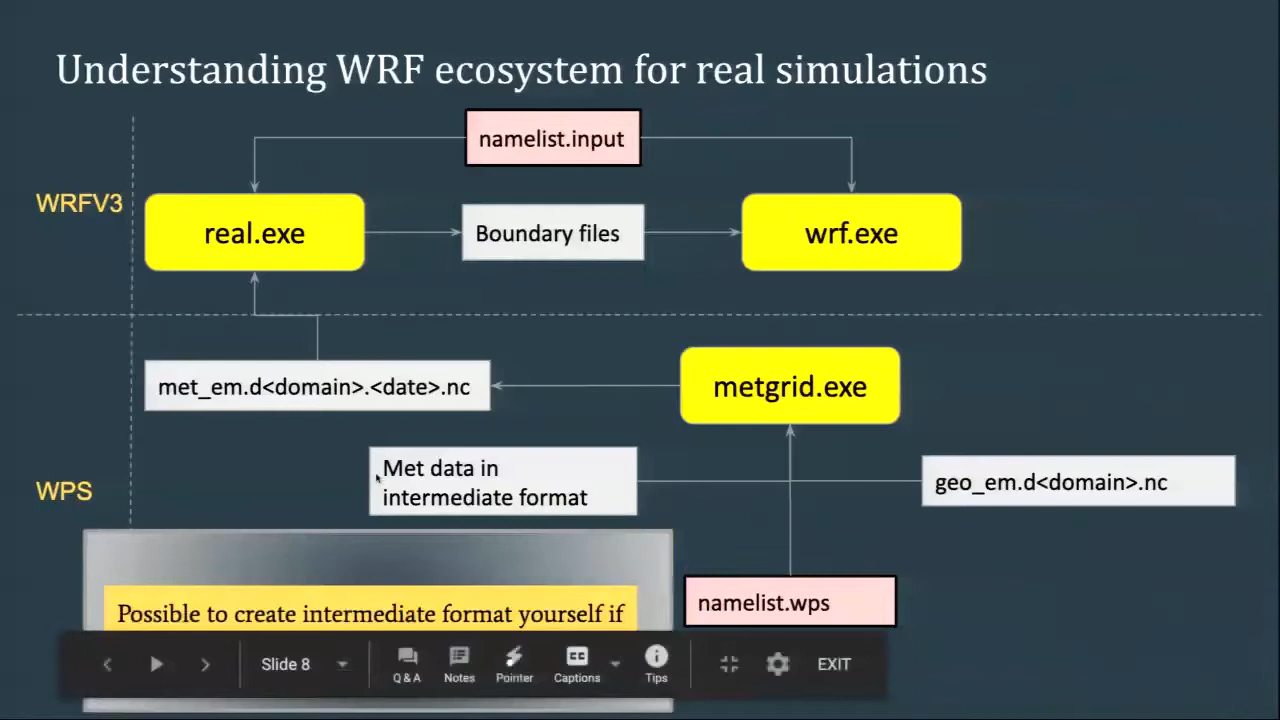 Understanding WRF ecosystem for real simulations
namelist.input
WRFV3
real.exe
Boundary files
wrf.exe
met_em.d<domain>.<date>.nc
metgrid.exe
Met data in
intermediate format
geo_em.d<domain>.nc
WPS
namelist.wps
Possible to create intermediate format yourself if
Slide 8
Q & A
Notes
Pointer
CC
Captions
Tips
EXIT